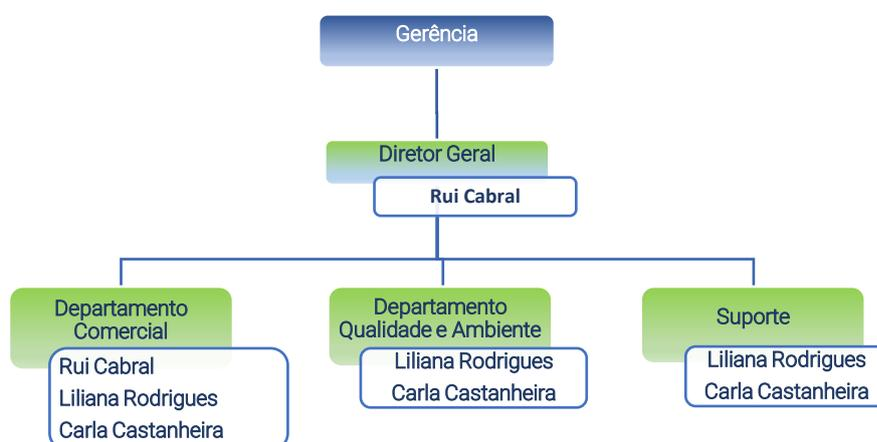 Gerência
Diretor Geral
Rui Cabral
Departamento
Comercial
Rui Cabral
Liliana Rodrigues
Carla Castanheira
Departamento
Qualidade e Ambiente
Liliana Rodrigues
Carla Castanheira
Suporte
Liliana Rodrigues
Carla Castanheira